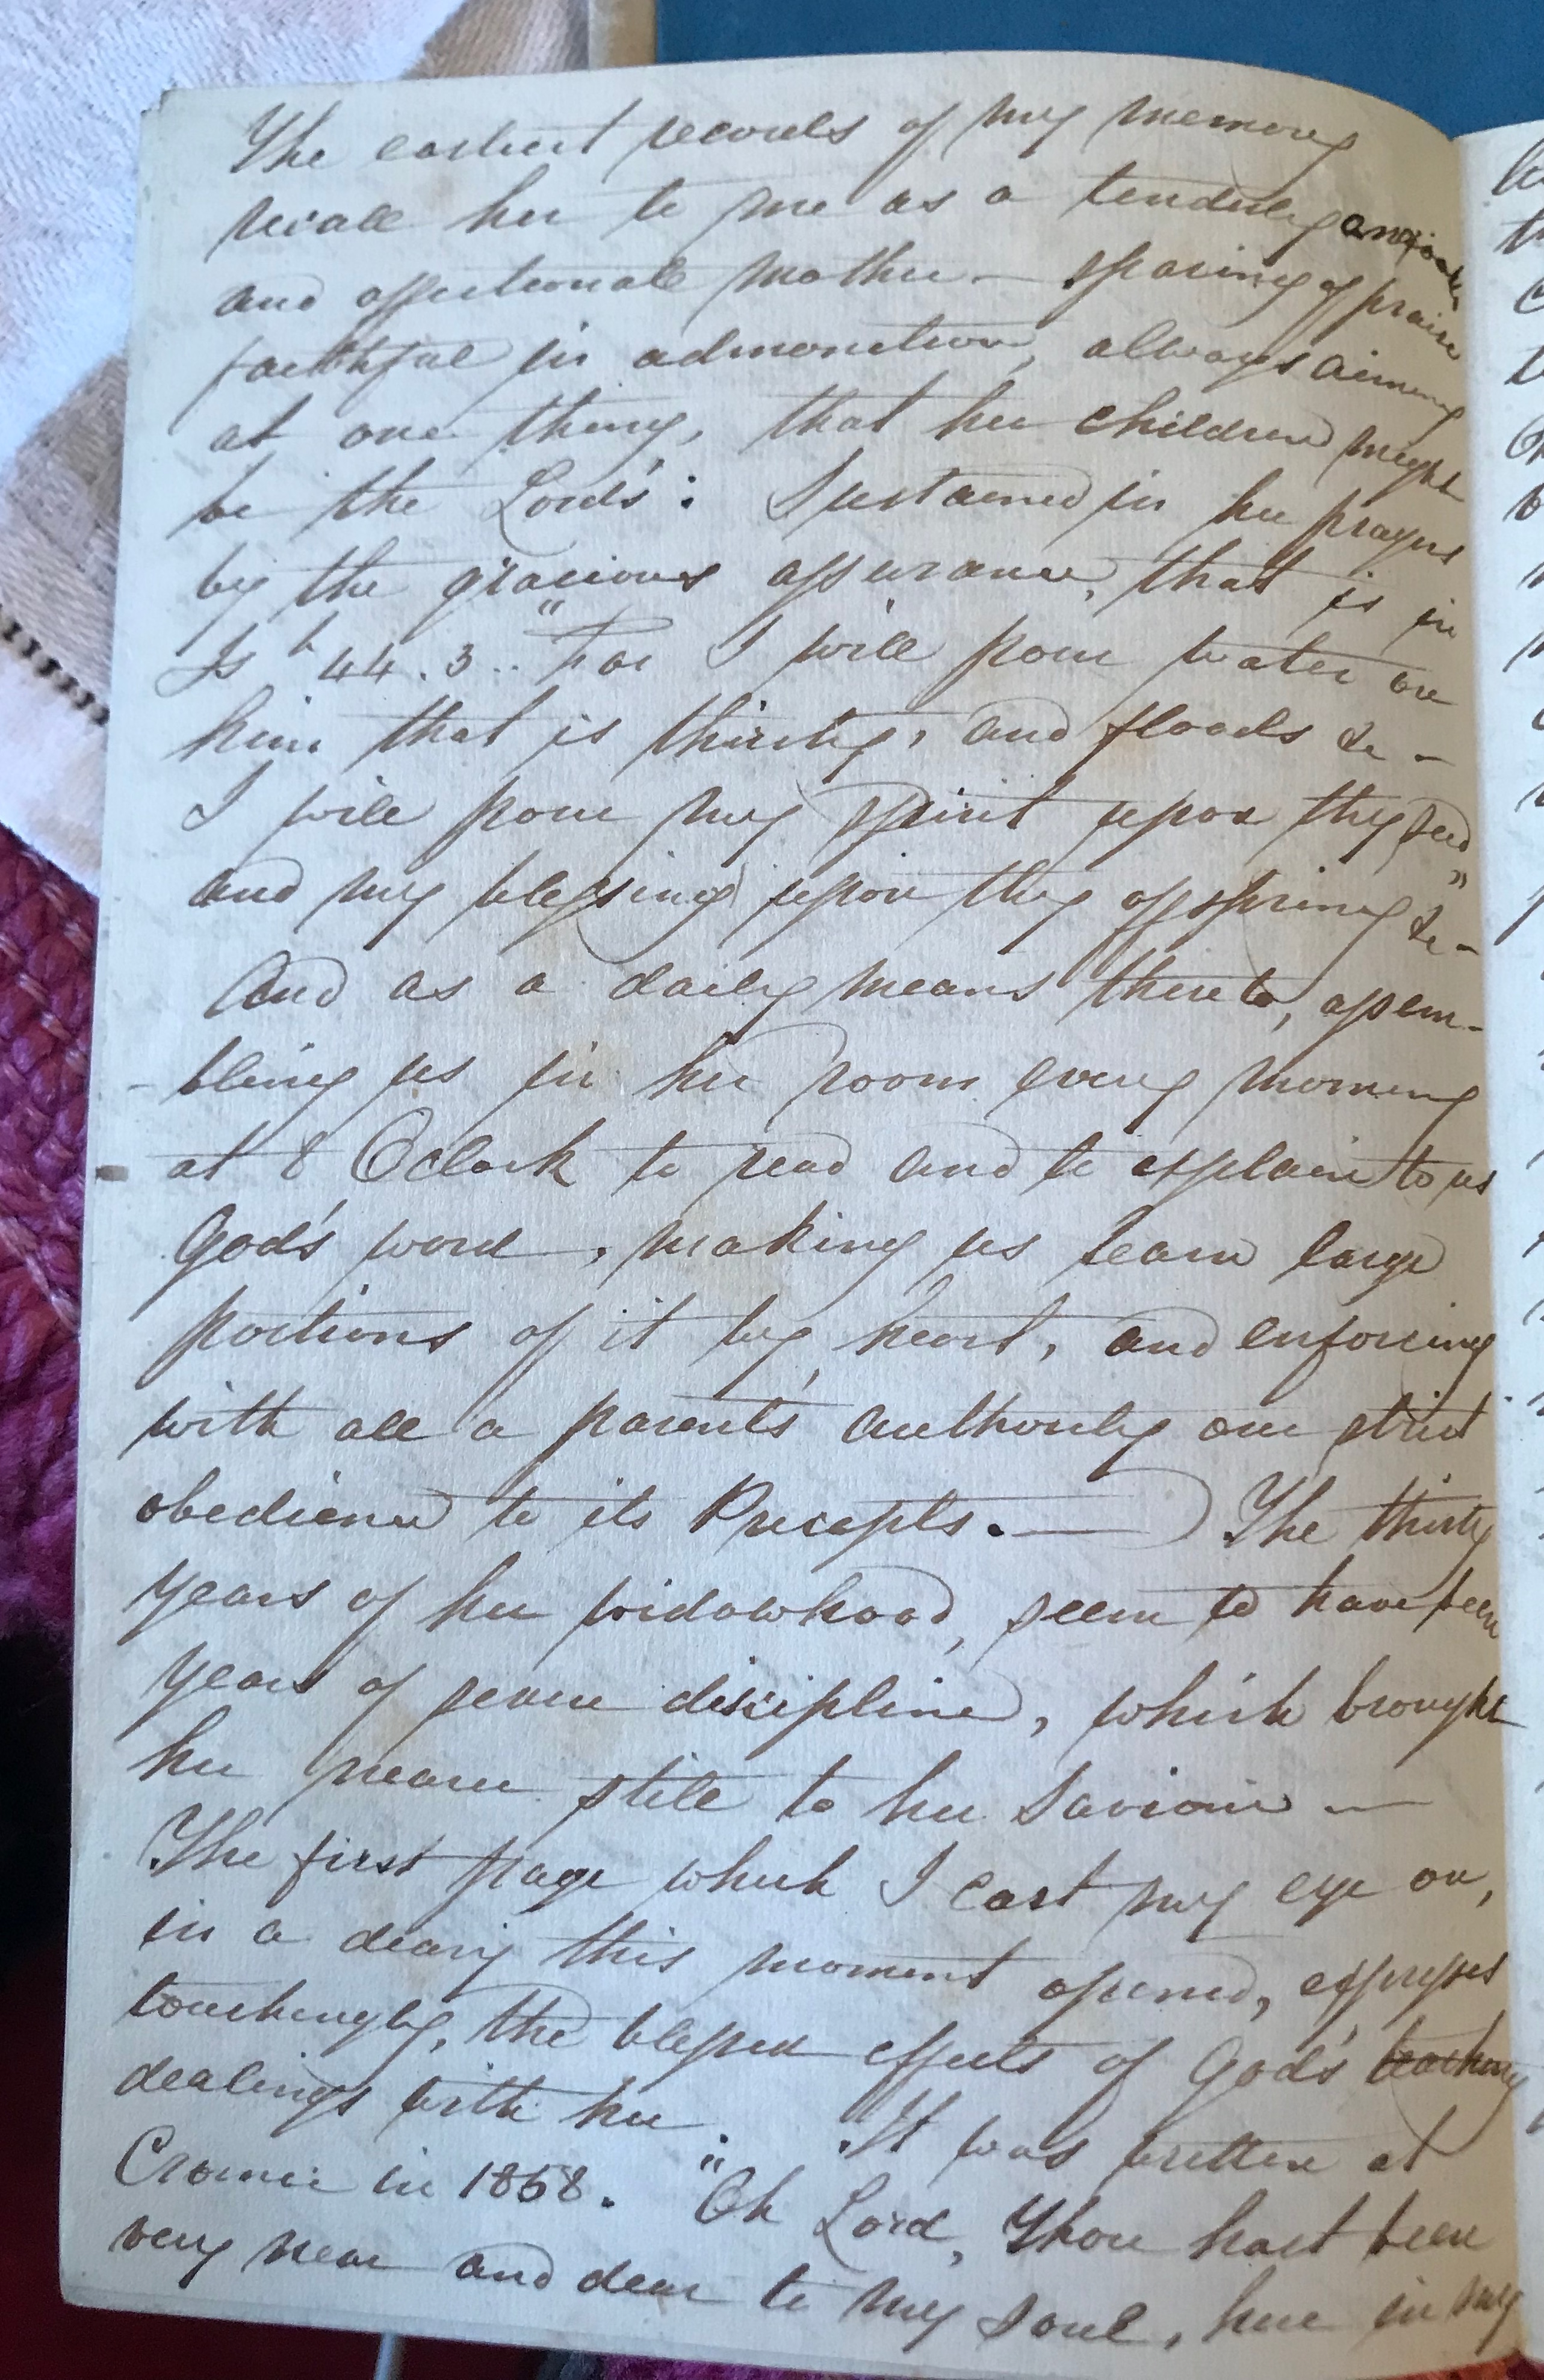 The earliest records of my memory
recall her to me as a tenderly anxious
and affectionate mother — sparing of praise
faithful in admonition, always aiming
at one thing, that her children might
be the Lord's: Sustained in her prayers
by the gracious assurance, that is in
Is h 44.3.. "For I will pour water on
him that is thirsty, and floods &c —
I will pour my spirit upon thy seed
and my blessing upon thy offspring" &c —
And as a daily means thereto, assem-
-bling us in her room every morning
at 8 Oclock to read and to explain to us
God's word, making us learn large
portions of it by heart, and enforcing
with all a parent's authority our strict
obedience to its Precepts. — The thirty
years of her widowhood, seem to have been
years of severe discipline, which brought
her nearer still to her Saviour —
The first page which I cast my eye on,
in a diary this moment opened, expresses
touchingly, the blessed effects of God's teaching
dealings with her. It was written at
Cromer in 1858. "Oh Lord, Thou hast been
very near and dear to my soul, here in my